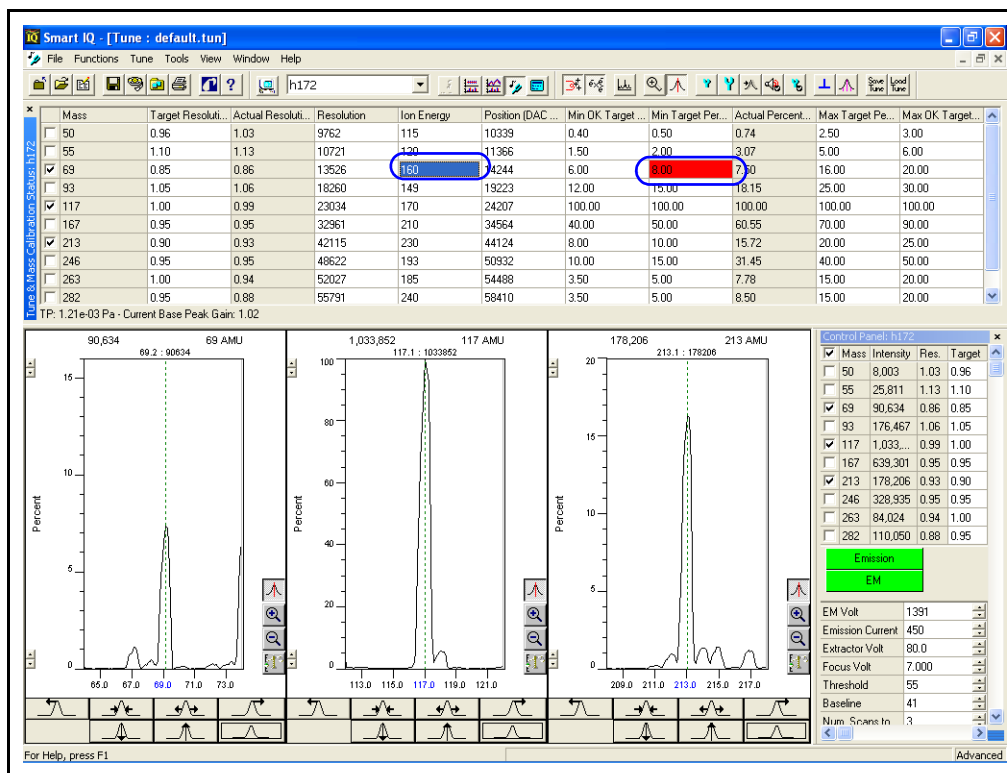 Smart IQ - [Tune : default.tun]
File Functions Tune Tools View Window Help
h172
Save Tune Load Tune
Tune & Mass Calibration Status: h172
Mass Target Resoluti... Actual Resoluti... Resolution Ion Energy Position (DAC ... Min OK Target ... Min Target Per... Actual Percent... Max Target Pe... Max OK Target...
50 0.96 1.03 9762 115 10339 0.40 0.50 0.74 2.50 3.00
55 1.10 1.13 10721 120 11366 1.50 2.00 3.07 5.00 6.00
69 0.85 0.86 13526 160 14244 6.00 8.00 7.50 16.00 20.00
93 1.05 1.06 18260 149 19223 12.00 15.00 18.15 25.00 30.00
117 1.00 0.99 23034 170 24207 100.00 100.00 100.00 100.00 100.00
167 0.95 0.95 32961 210 34564 40.00 50.00 60.55 70.00 90.00
213 0.90 0.93 42115 230 44124 8.00 10.00 15.72 20.00 25.00
246 0.95 0.95 48622 193 50932 10.00 15.00 31.45 40.00 50.00
263 1.00 0.94 52027 185 54488 3.50 5.00 7.78 15.00 20.00
282 0.95 0.88 55791 240 58410 3.50 5.00 8.50 15.00 20.00
TP: 1.21e-03 Pa - Current Base Peak Gain: 1.02
90,634 69 AMU
69.2 : 90634
15
10
5
0
Percent
65.0 67.0 69.0 71.0 73.0
1,033,852 117 AMU
117.1 : 1033852
100
80
60
40
20
0
Percent
113.0 115.0 117.0 119.0 121.0
178,206 213 AMU
213.1 : 178206
20
15
10
5
0
Percent
209.0 211.0 213.0 215.0 217.0
Control Panel: h172
Mass Intensity Res. Target
50 8,003 1.03 0.96
55 25,811 1.13 1.10
69 90,634 0.86 0.85
93 176,467 1.06 1.05
117 1,033,... 0.99 1.00
167 639,301 0.95 0.95
213 178,206 0.93 0.90
246 328,935 0.95 0.95
263 84,024 0.94 1.00
282 110,050 0.88 0.95
Emission
EM
EM Volt 1391
Emission Current 450
Extractor Volt 80.0
Focus Volt 7.000
Threshold 55
Baseline 41
Num. Scans to 3
For Help, press F1
Advanced